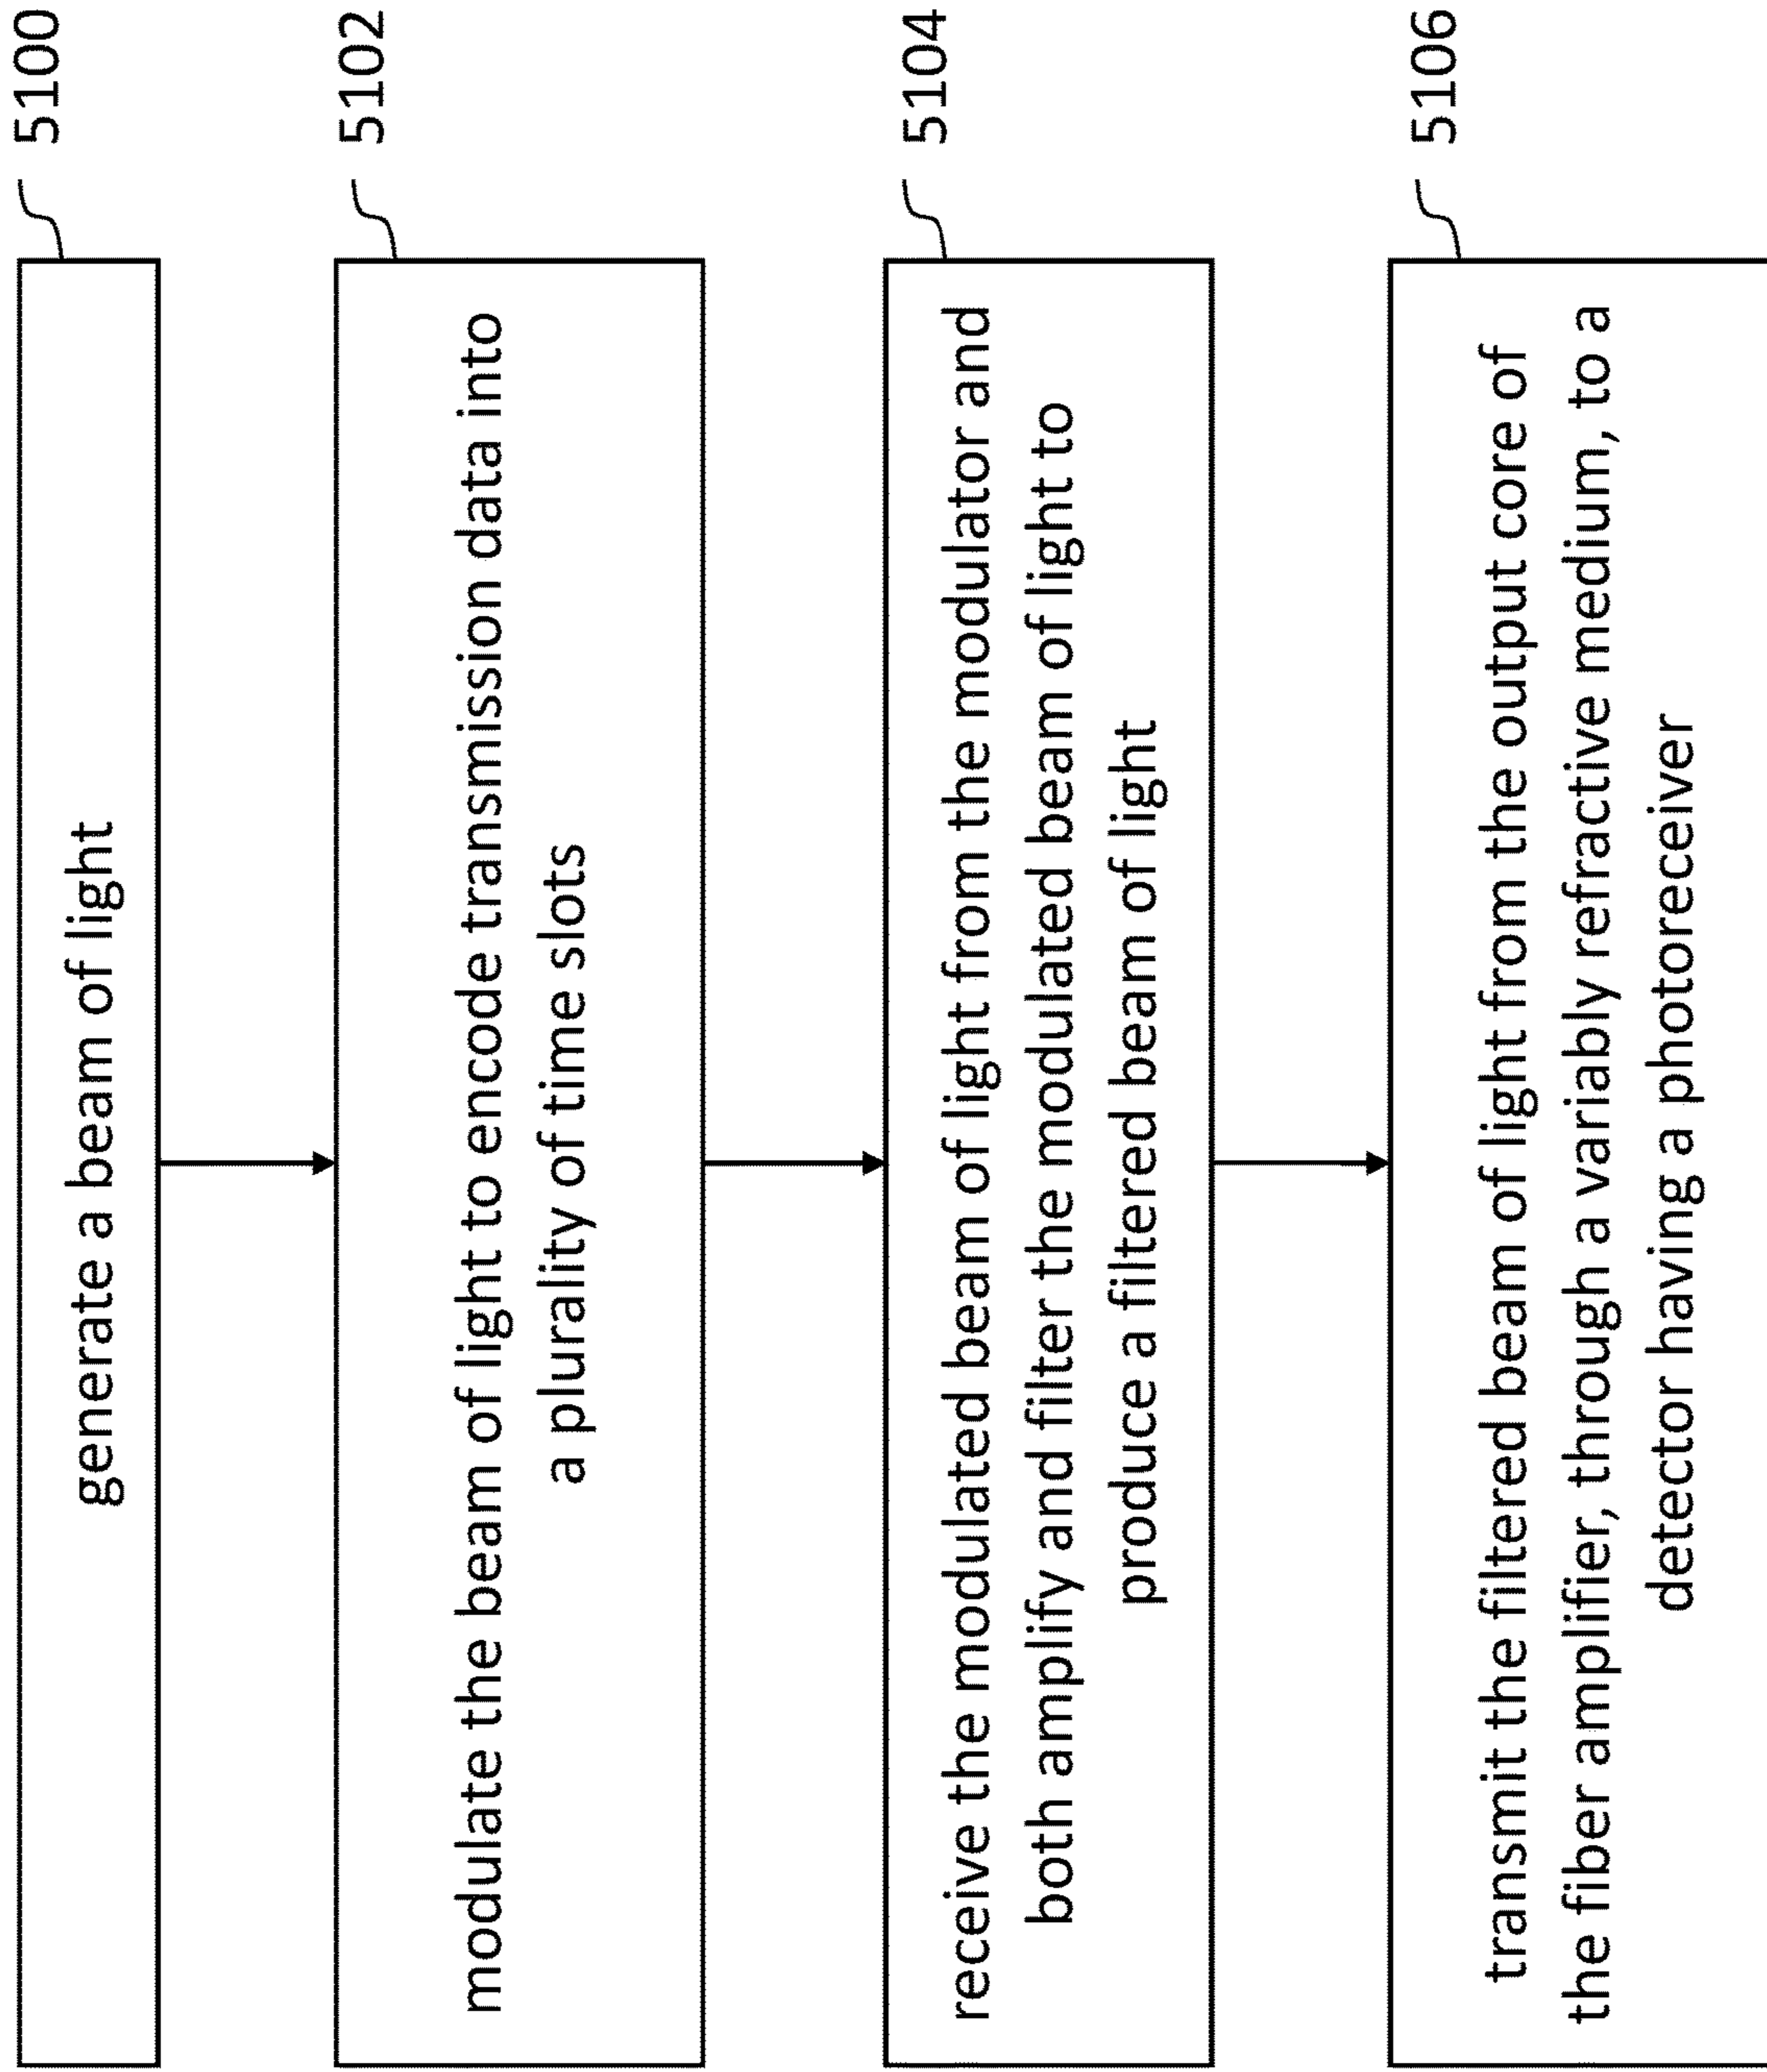 generate a beam of light
5100
modulate the beam of light to encode transmission data into
a plurality of time slots
5102
receive the modulated beam of light from the modulator and
both amplify and filter the modulated beam of light to
produce a filtered beam of light
5104
transmit the filtered beam of light from the output core of
the fiber amplifier, through a variably refractive medium, to a
detector having a photoreceiver
5106